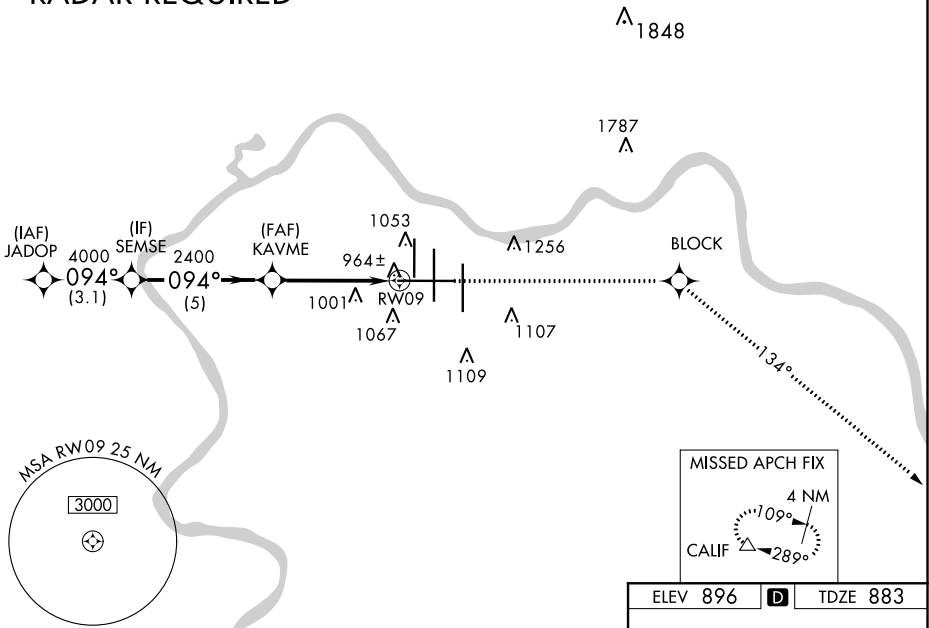 RADAR REQUIRED
1848
1787
(IAF)
JADOP
4000
094°
(3.1)
(IF)
SEMSE
2400
094°
(5)
(FAF)
KAVME
1053
964±
1001
RW09
1067
1256
1107
1109
BLOCK
134°
MSA RW09 25 NM
3000
MISSED APCH FIX
4 NM
109°
CALIF
289°
ELEV 896 D TDZE 883